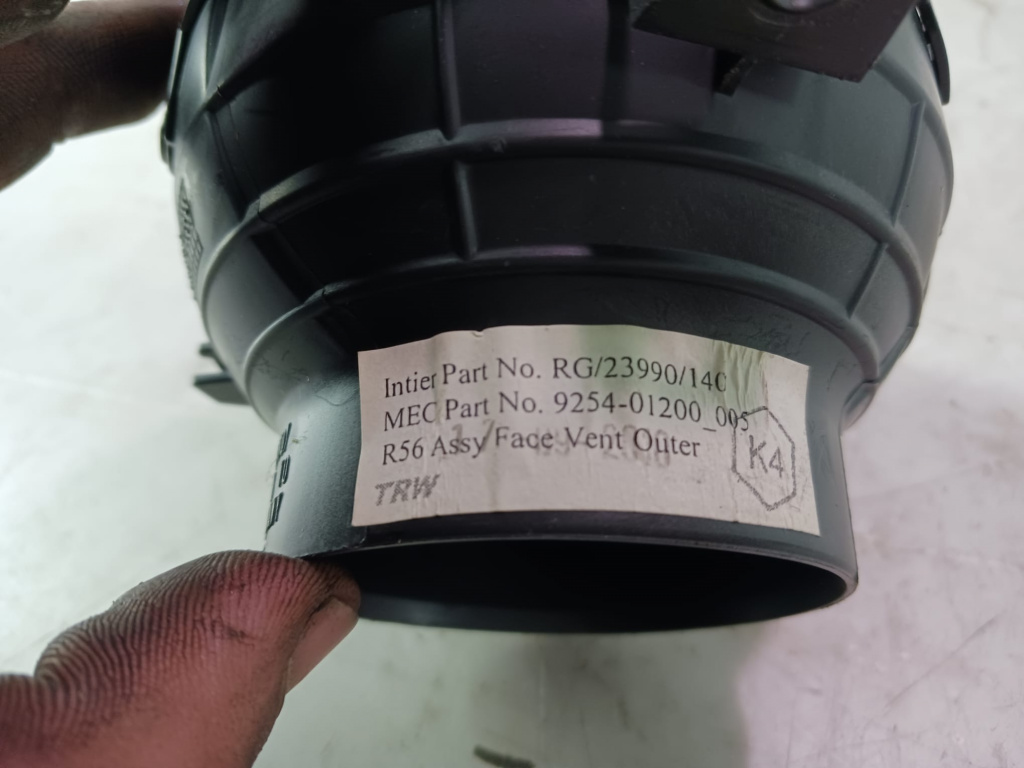 Intier Part No. RG/23990/140
MEC Part No. 9254-01200_005
R56 Assy Face Vent Outer
K4
TRW